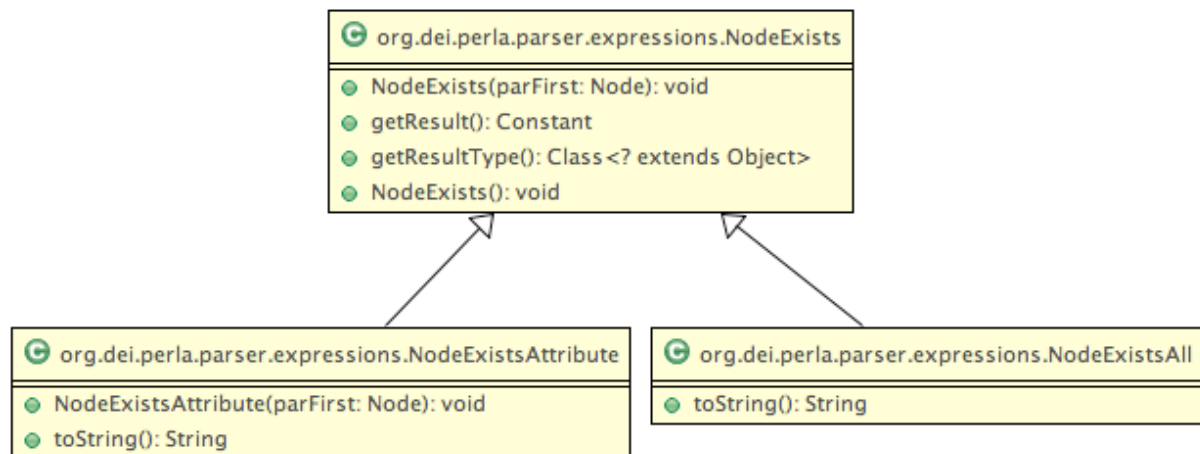 C org.dei.perla.parser.expressions.NodeExists
NodeExists(parFirst: Node): void
getResult(): Constant
getResultType(): Class<? extends Object>
NodeExists(): void
C org.dei.perla.parser.expressions.NodeExistsAttribute
NodeExistsAttribute(parFirst: Node): void
toString(): String
C org.dei.perla.parser.expressions.NodeExistsAll
toString(): String